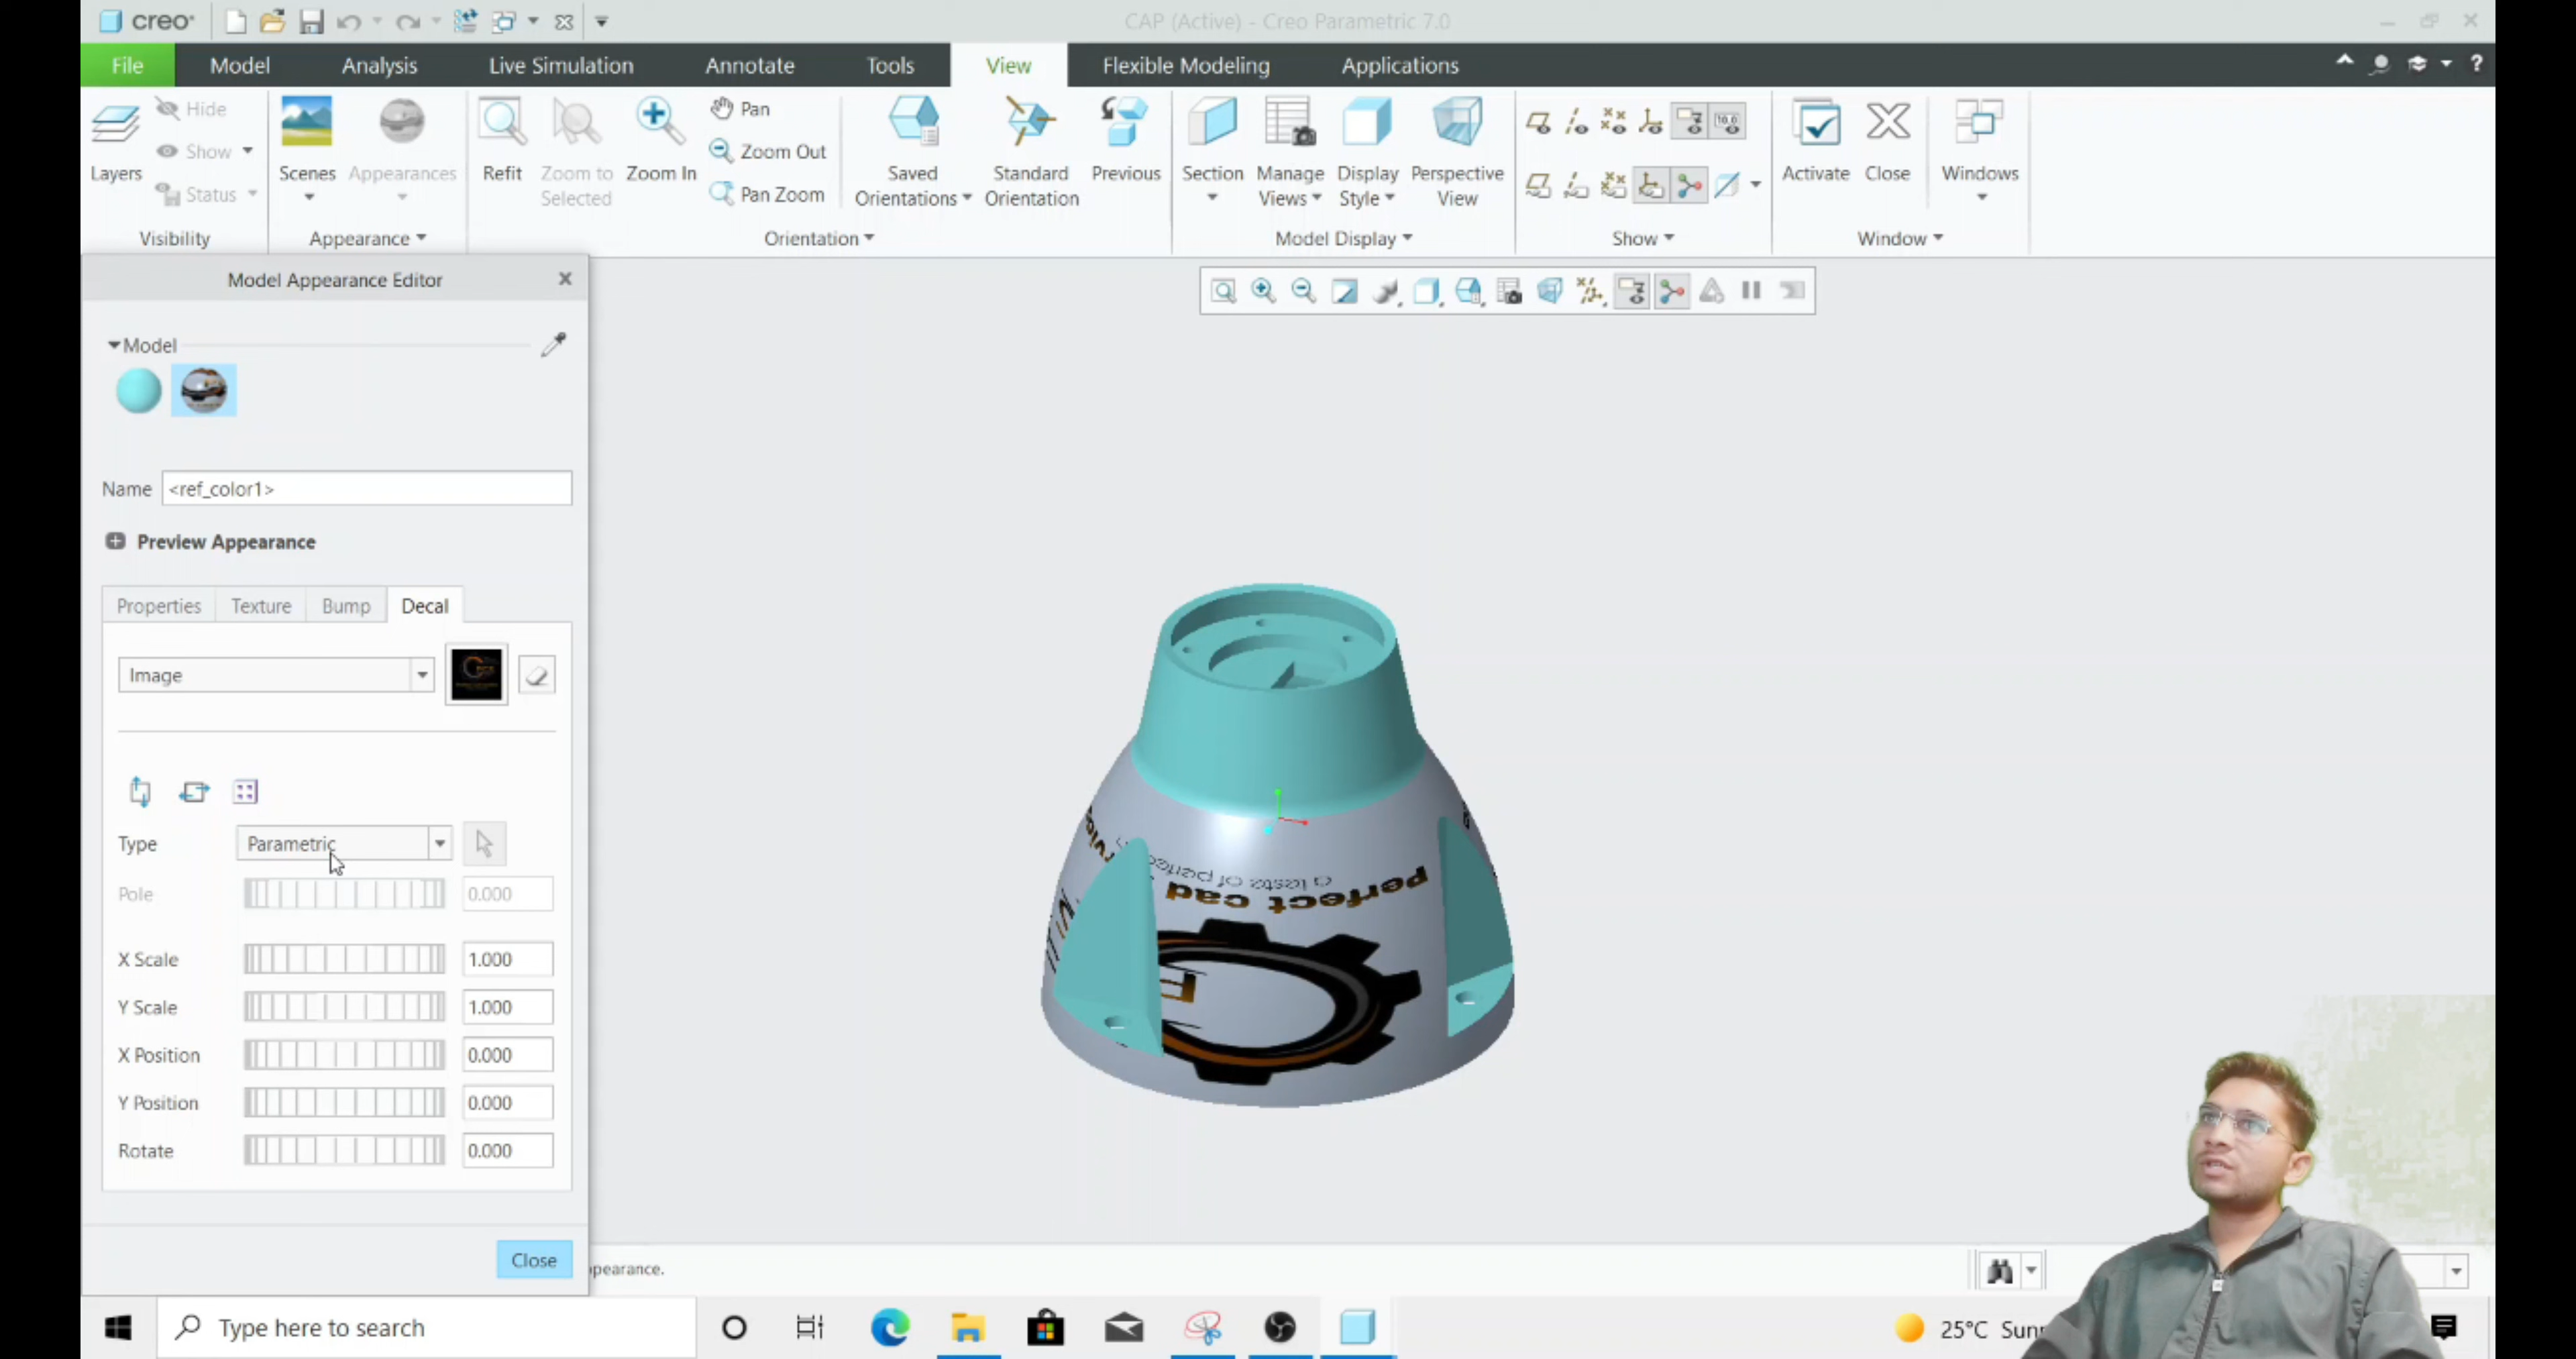 creo
CAP (Active) - Creo Parametric 7.0
File Model Analysis Live Simulation Annotate Tools View Flexible Modeling Applications
Layers
Hide
Show
Status
Visibility
Scenes
Appearances
Appearance
Refit
Zoom to Selected
Zoom In
Pan
Zoom Out
Pan Zoom
Saved Orientations
Standard Orientation
Previous
Orientation
Section
Manage Views
Display Style
Perspective View
Model Display
Show
Activate
Close
Windows
Window
Model Appearance Editor
Model
Name <ref_color1>
Preview Appearance
Properties Texture Bump Decal
Image
Type Parametric
Pole 0.000
X Scale 1.000
Y Scale 1.000
X Position 0.000
Y Position 0.000
Rotate 0.000
Close
ppearance.
a taste of
perfect cad
E
Type here to search
25°C